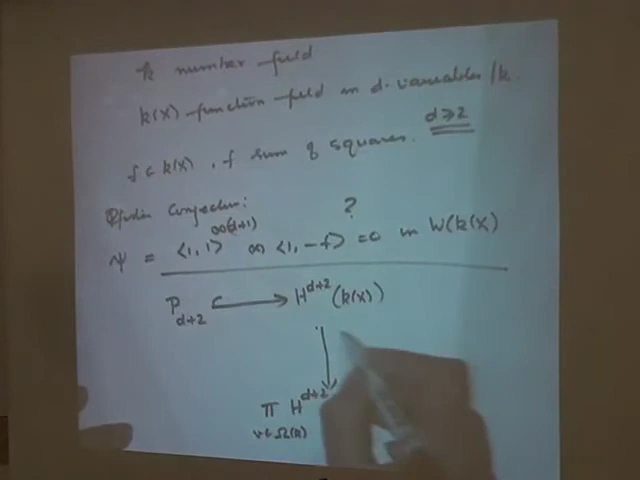 k number field
k(X) function field in d-variables /k.
f ∈ k(X), f sum of squares. d ≥ 2
Pfister Conjecture:
ψ = <1, 1>^{⊗(d+1)} ⊗ <1, -f> = 0 in W(k(X))
?
P_{d+2} ↪ H^{d+2}(k(X))
↓
Π H^{d+2}
v ∈ Ω(k)